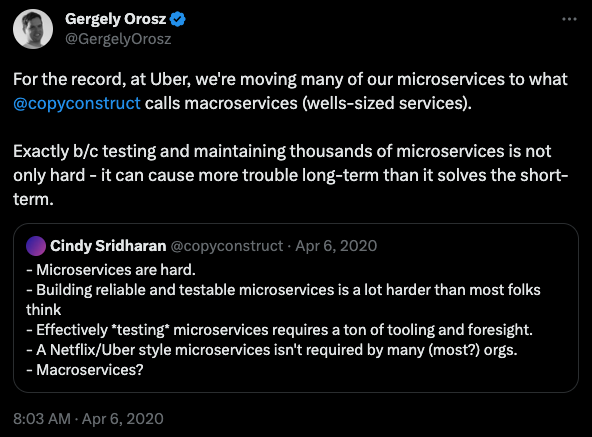 Gergely Orosz
@GergelyOrosz
For the record, at Uber, we're moving many of our microservices to what
@copyconstruct calls macroservices (wells-sized services).
Exactly b/c testing and maintaining thousands of microservices is not
only hard - it can cause more trouble long-term than it solves the short-
term.
Cindy Sridharan @copyconstruct · Apr 6, 2020
- Microservices are hard.
- Building reliable and testable microservices is a lot harder than most folks
think
- Effectively *testing* microservices requires a ton of tooling and foresight.
- A Netflix/Uber style microservices isn't required by many (most?) orgs.
- Macroservices?
8:03 AM · Apr 6, 2020